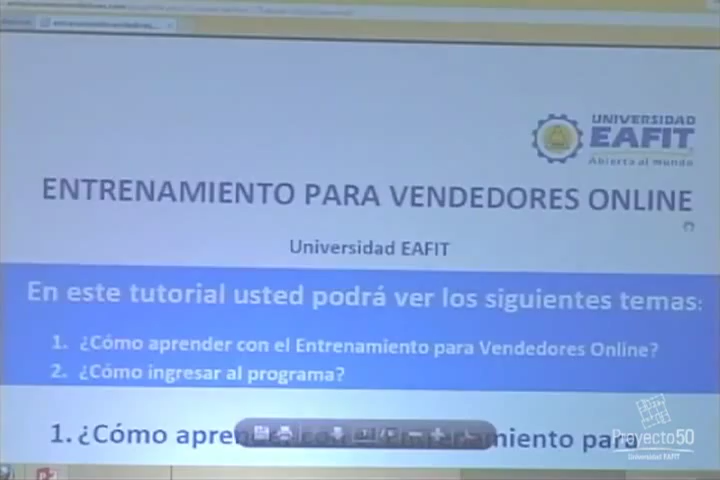 UNIVERSIDAD
EAFIT
Abierta al mundo
ENTRENAMIENTO PARA VENDEDORES ONLINE
Universidad EAFIT
En este tutorial usted podrá ver los siguientes temas:
1. ¿Cómo aprender con el Entrenamiento para Vendedores Online?
2. ¿Cómo ingresar al programa?
1. ¿Cómo para
Proyecto50
Universidad EAFIT